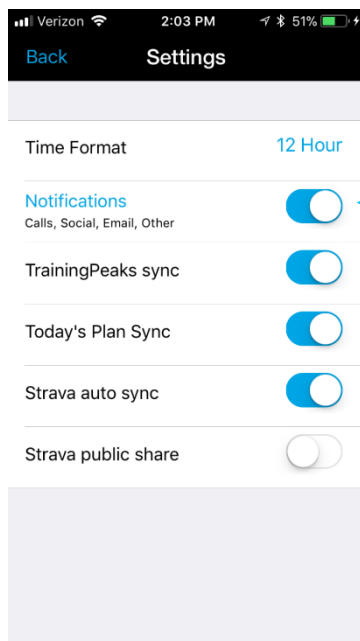 Verizon 2:03 PM 51%
Back Settings
Time Format 12 Hour
Notifications
Calls, Social, Email, Other
TrainingPeaks sync
Today's Plan Sync
Strava auto sync
Strava public share